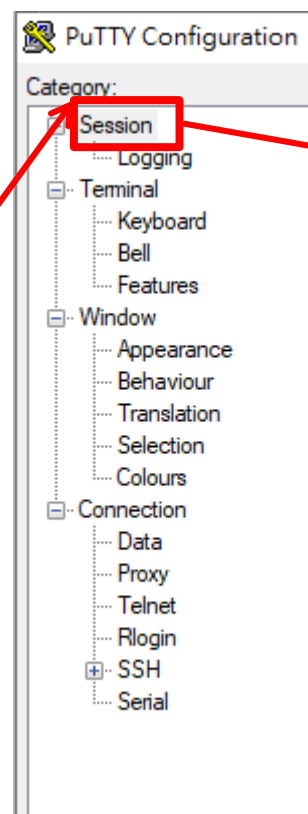 PuTTY Configuration
Category:
Session
Logging
Terminal
Keyboard
Bell
Features
Window
Appearance
Behaviour
Translation
Selection
Colours
Connection
Data
Proxy
Telnet
Rlogin
SSH
Serial